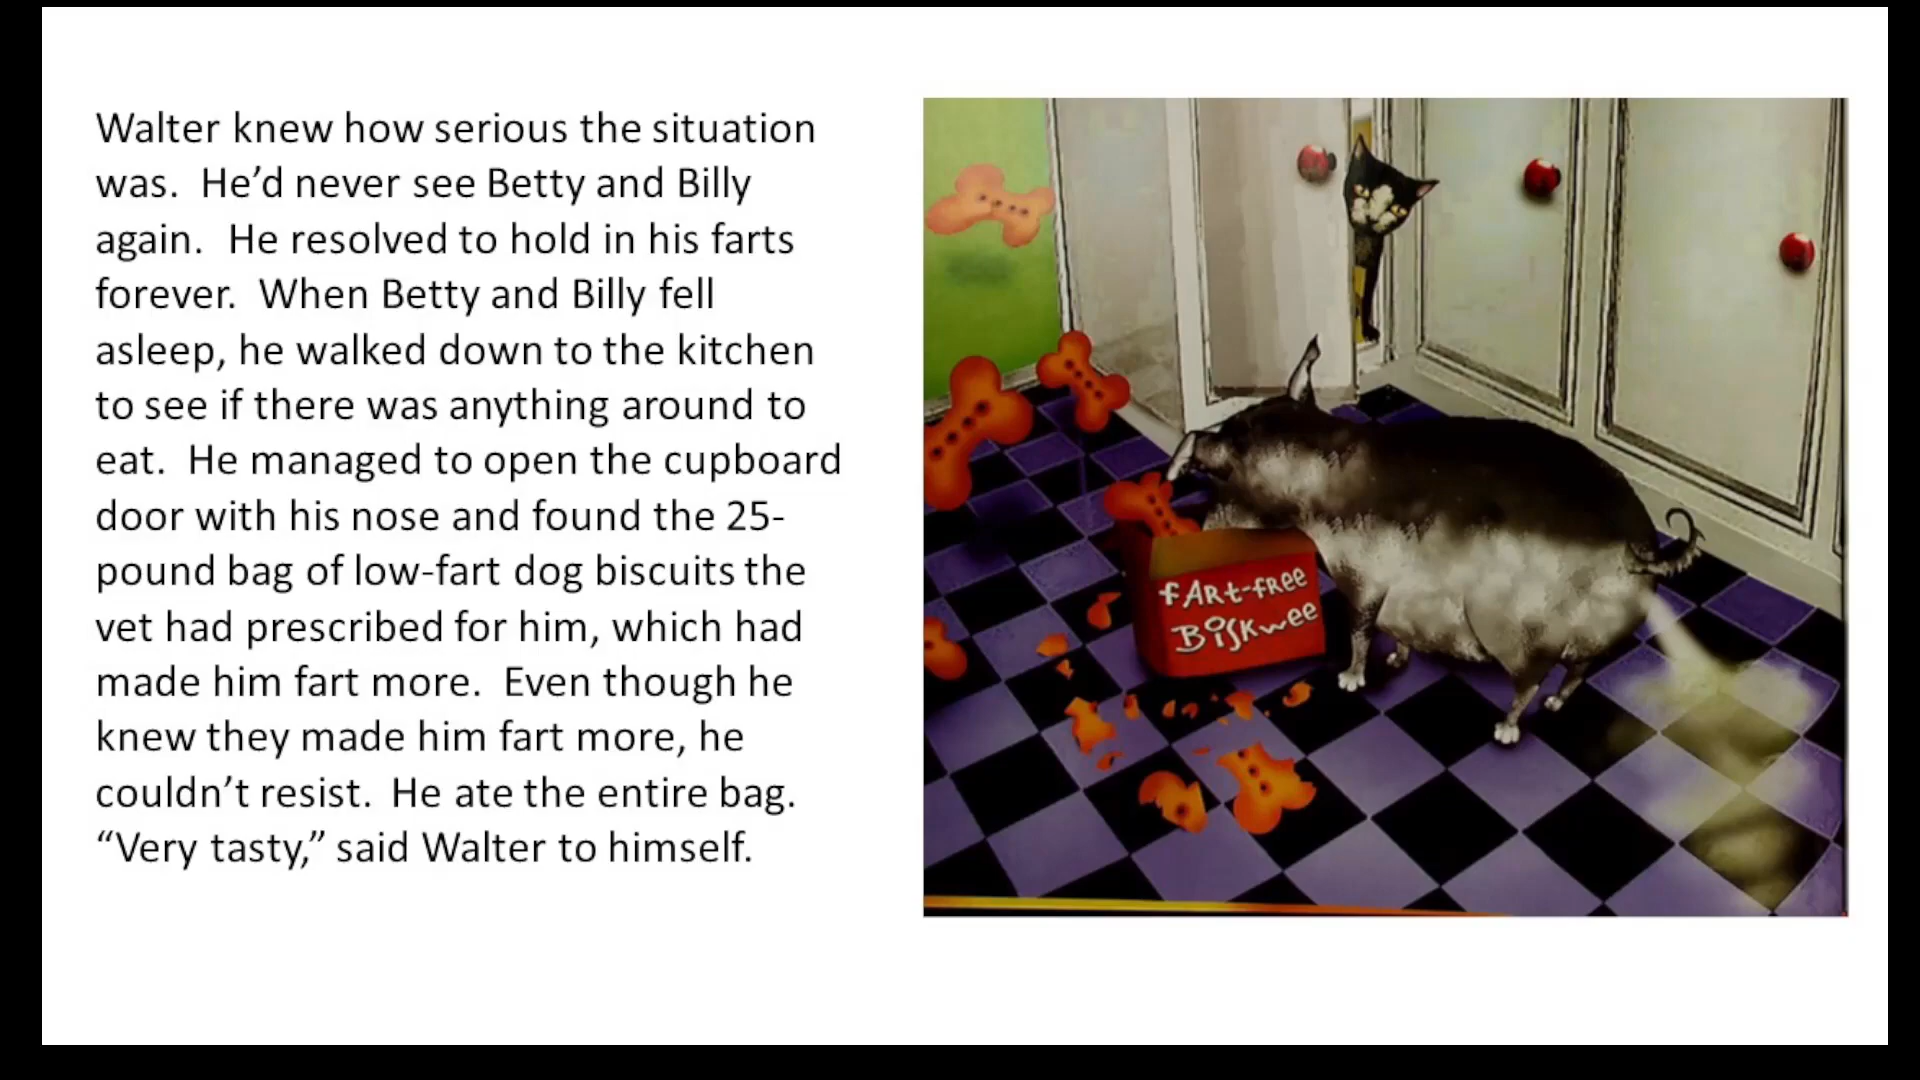 Walter knew how serious the situation
was.  He’d never see Betty and Billy
again.  He resolved to hold in his farts
forever.  When Betty and Billy fell
asleep, he walked down to the kitchen
to see if there was anything around to
eat.  He managed to open the cupboard
door with his nose and found the 25-
pound bag of low-fart dog biscuits the
vet had prescribed for him, which had
made him fart more.  Even though he
knew they made him fart more, he
couldn’t resist.  He ate the entire bag.
“Very tasty,” said Walter to himself.
fARt-fRee
BiSKwee